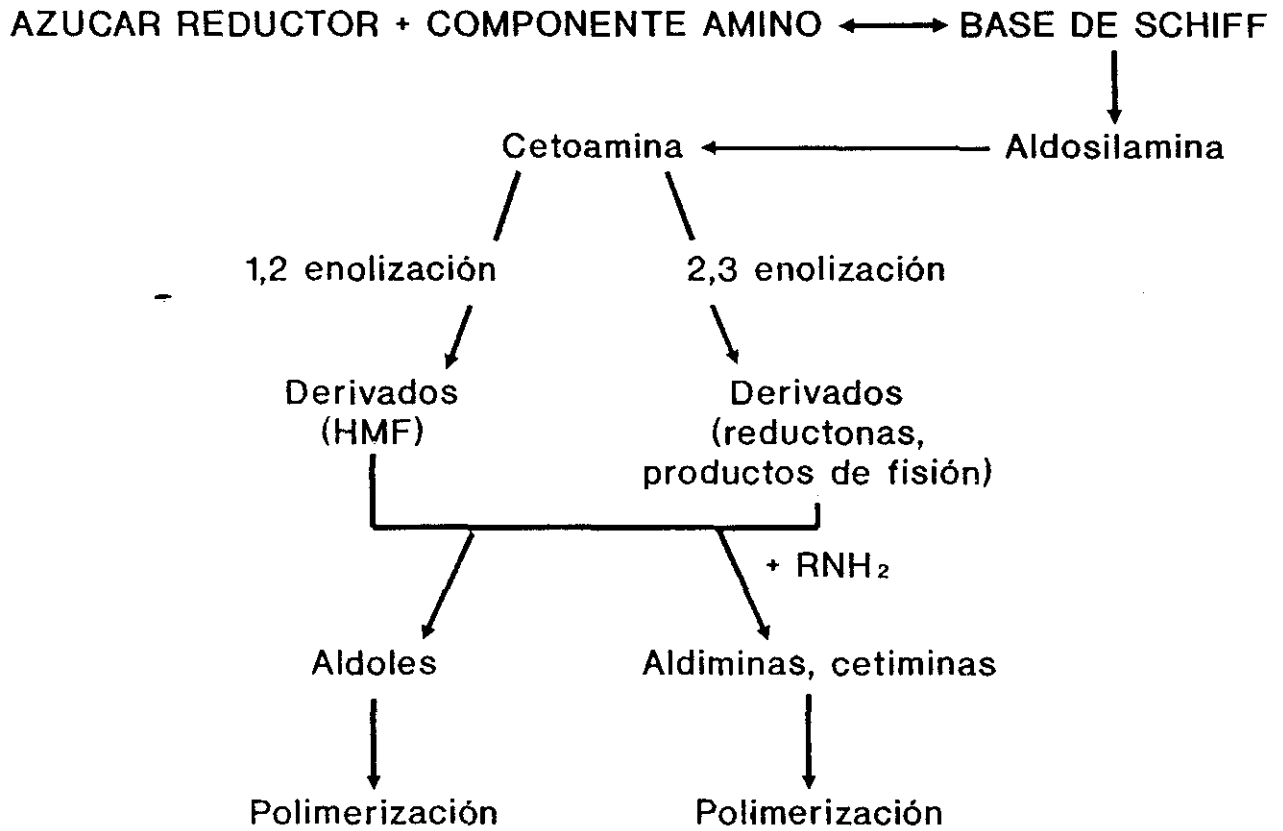 AZUCAR REDUCTOR + COMPONENTE AMINO ↔ BASE DE SCHIFF
Cetoamina ← Aldosilamina
1,2 enolización
2,3 enolización
Derivados
(HMF)
Derivados
(reductonas,
productos de fisión)
+ RNH₂
Aldoles
Aldiminas, cetiminas
Polimerización
Polimerización